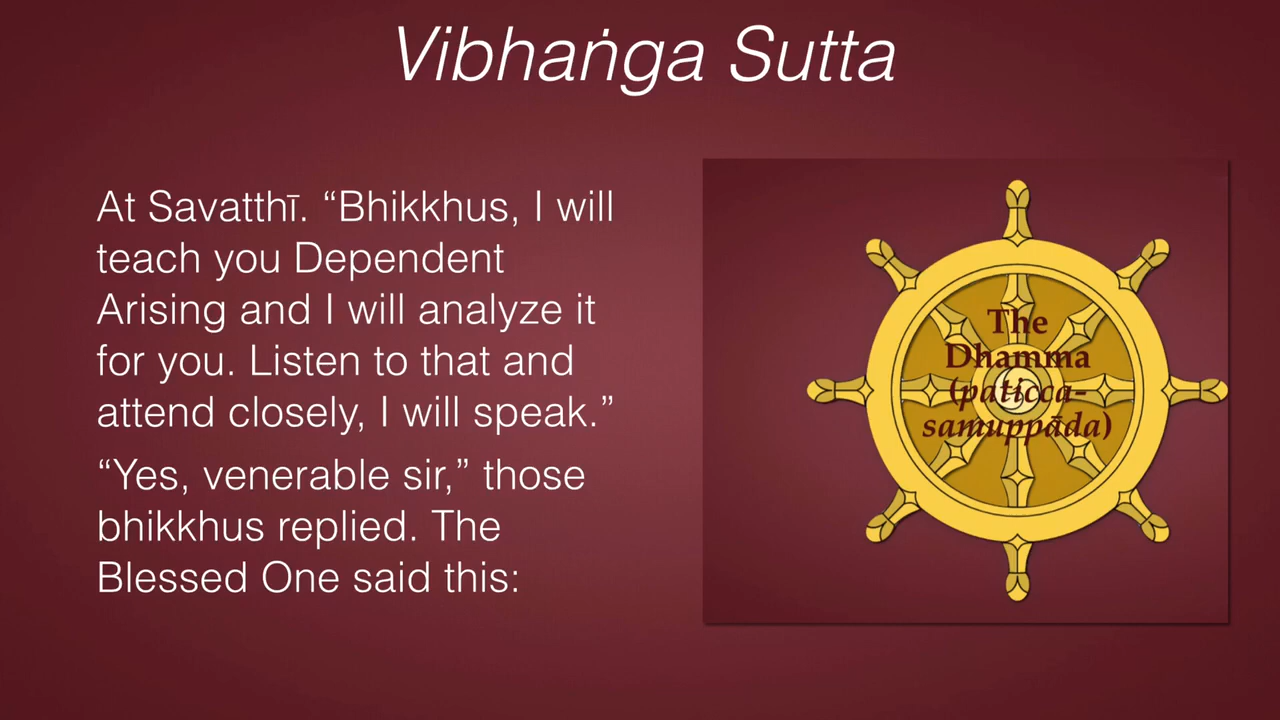 Vibhaṅga Sutta
At Savatthī. “Bhikkhus, I will
teach you Dependent
Arising and I will analyze it
for you. Listen to that and
attend closely, I will speak.”
“Yes, venerable sir,” those
bhikkhus replied. The
Blessed One said this:
The
Dhamma
(paticca-
samuppāda)